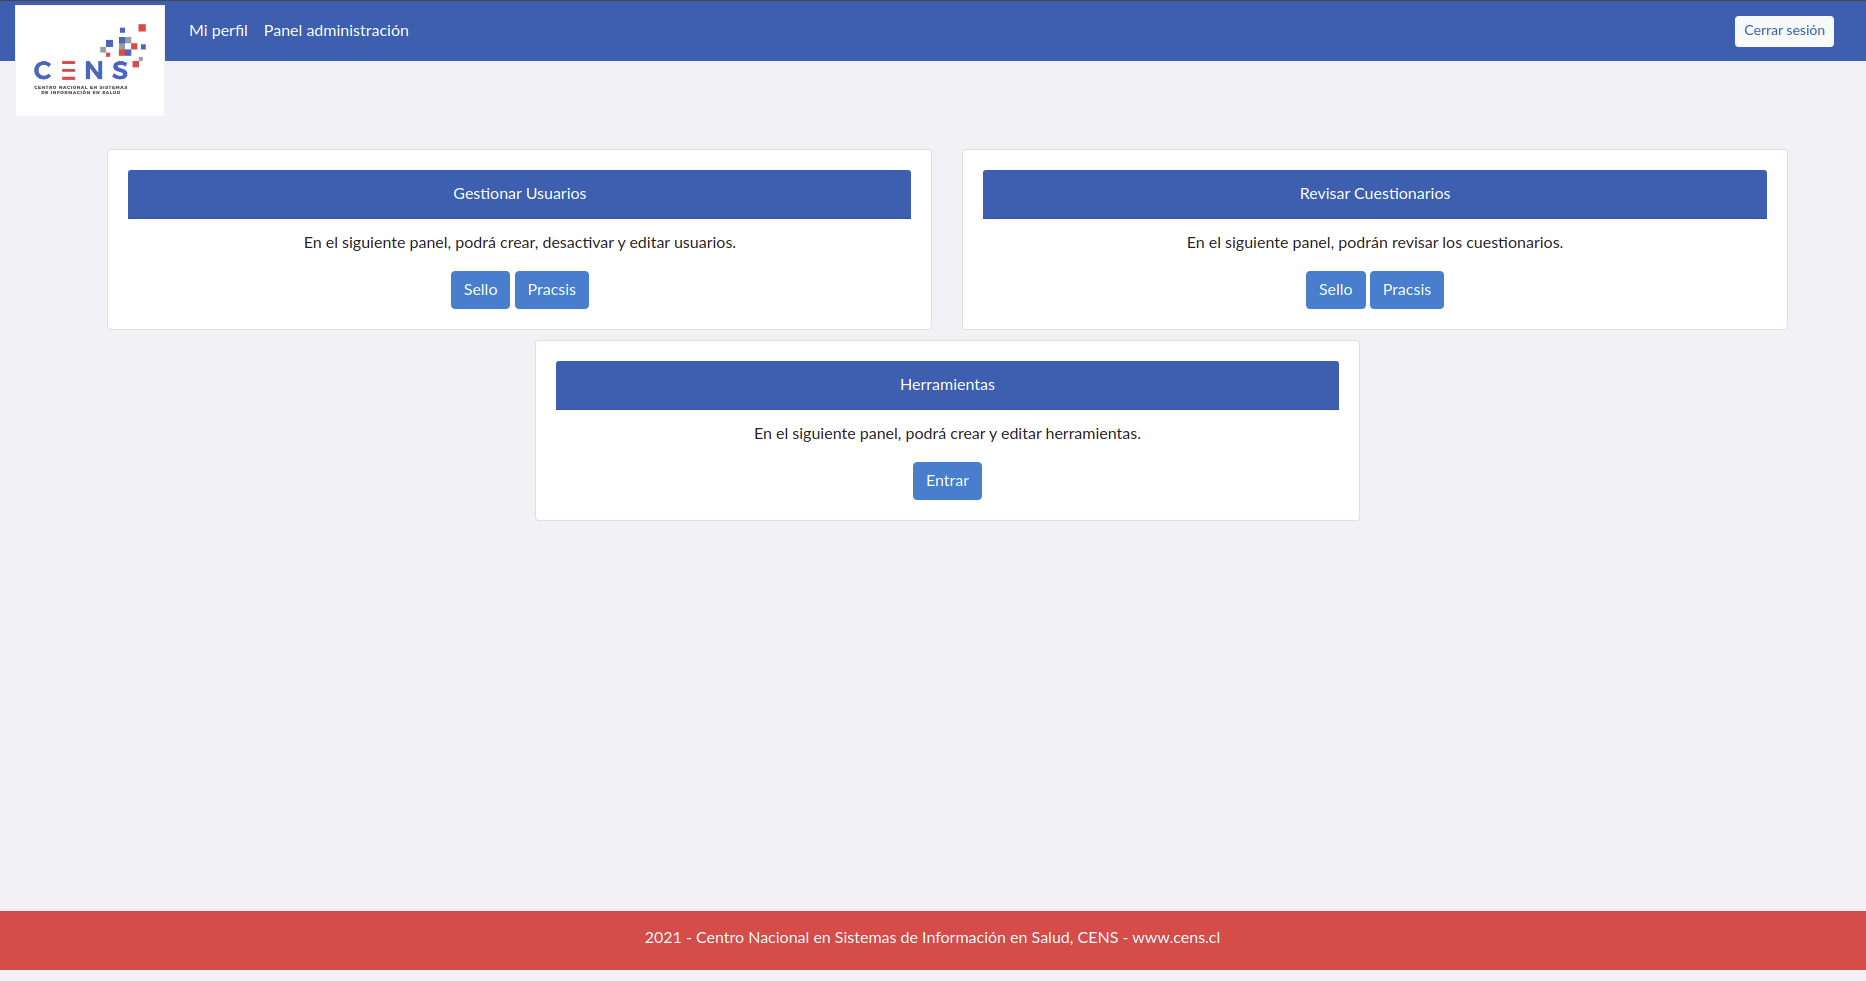 CENS
CENTRO NACIONAL EN SISTEMAS
DE INFORMACIÓN EN SALUD
Mi perfil
Panel administración
Cerrar sesión
Gestionar Usuarios
En el siguiente panel, podrá crear, desactivar y editar usuarios.
Sello
Pracsis
Revisar Cuestionarios
En el siguiente panel, podrán revisar los cuestionarios.
Sello
Pracsis
Herramientas
En el siguiente panel, podrá crear y editar herramientas.
Entrar
2021 - Centro Nacional en Sistemas de Información en Salud, CENS - www.cens.cl